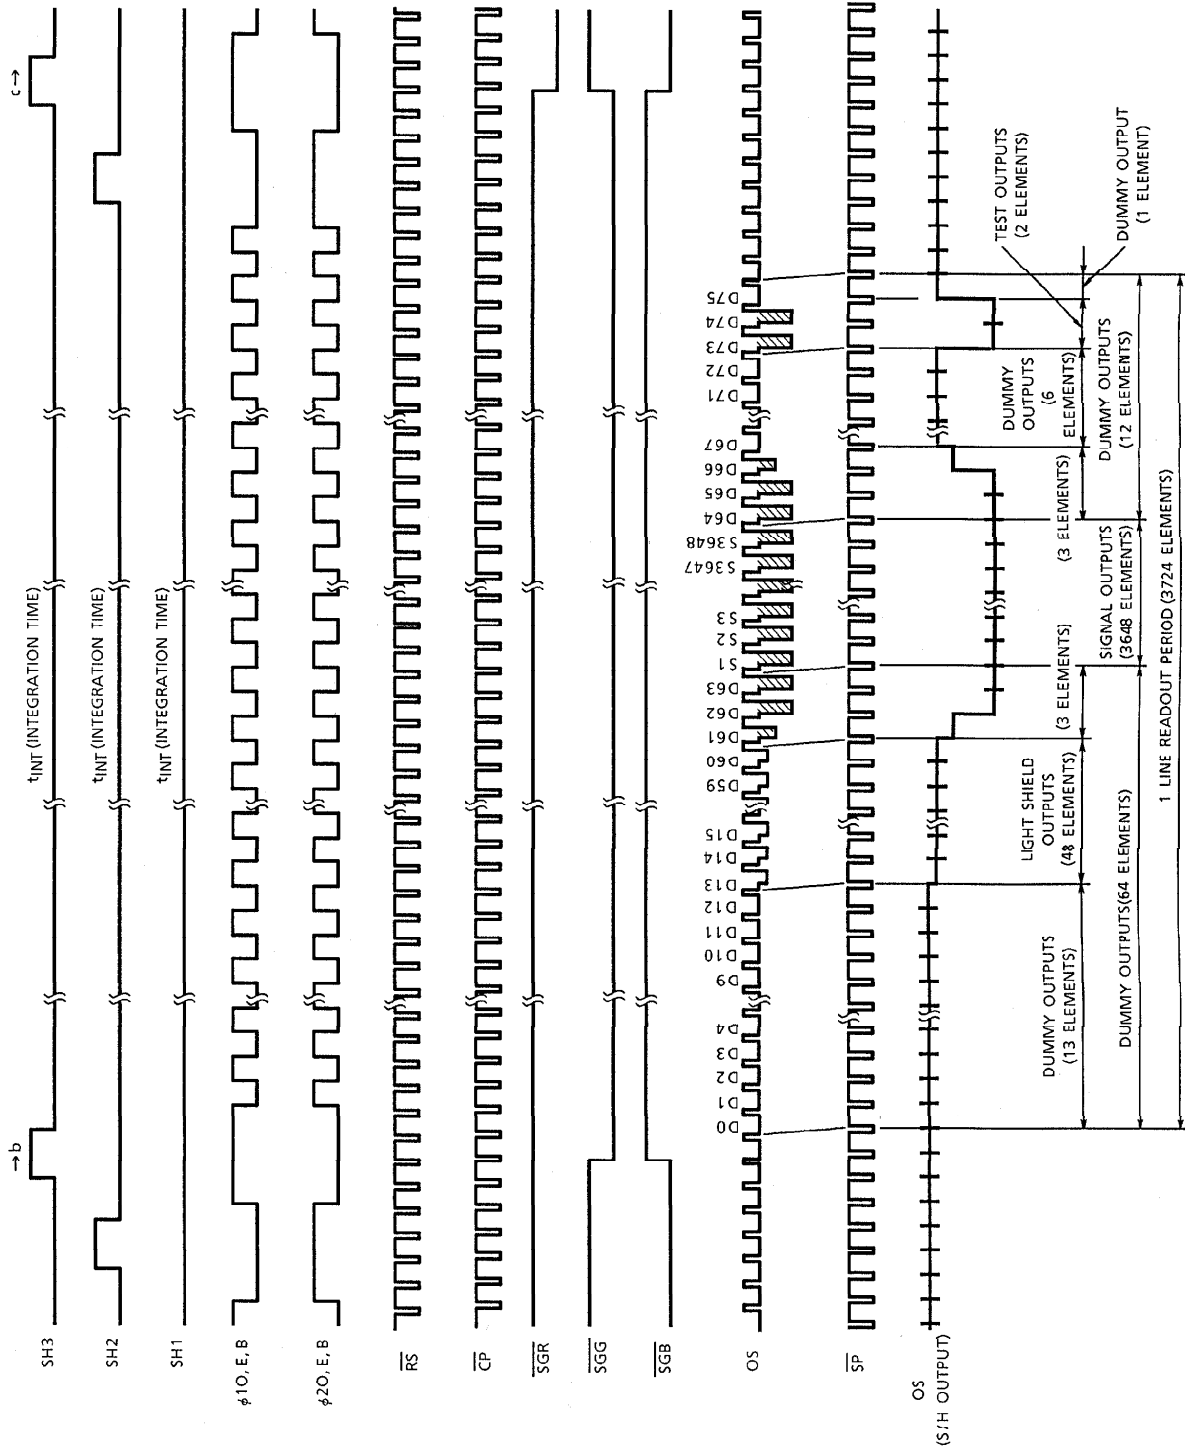 → b
c →
SH3
tINT (INTEGRATION TIME)
SH2
tINT (INTEGRATION TIME)
SH1
tINT (INTEGRATION TIME)
ϕ1O, E, B
ϕ2O, E, B
RS
CP
SGR
SGG
SGB
OS
D0
D1
D2
D3
D4
D9
D10
D11
D12
D13
D14
D15
D59
D60
D61
D62
D63
S1
S2
S3
S3647
S3648
D64
D65
D66
D67
D71
D72
D73
D74
D75
SP
OS
(S/H OUTPUT)
DUMMY OUTPUTS
(13 ELEMENTS)
LIGHT SHIELD
OUTPUTS
(48 ELEMENTS)
(3 ELEMENTS)
(3 ELEMENTS)
DUMMY
OUTPUTS
(6
ELEMENTS)
TEST OUTPUTS
(2 ELEMENTS)
DUMMY OUTPUT
(1 ELEMENT)
DUMMY OUTPUTS(64 ELEMENTS)
SIGNAL OUTPUTS
(3648 ELEMENTS)
DUMMY OUTPUTS
(12 ELEMENTS)
1 LINE READOUT PERIOD (3724 ELEMENTS)